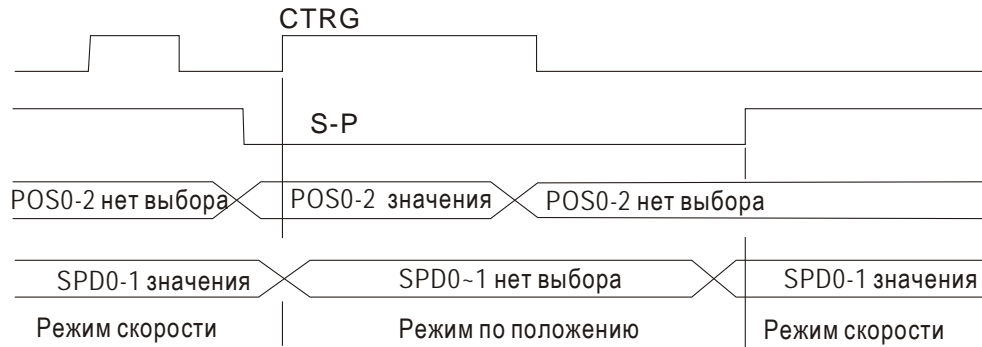 CTRG
S-P
POS0-2 нет выбора POS0-2 значения POS0-2 нет выбора
SPD0-1 значения SPD0~1 нет выбора SPD0-1 значения
Режим скорости Режим по положению Режим скорости